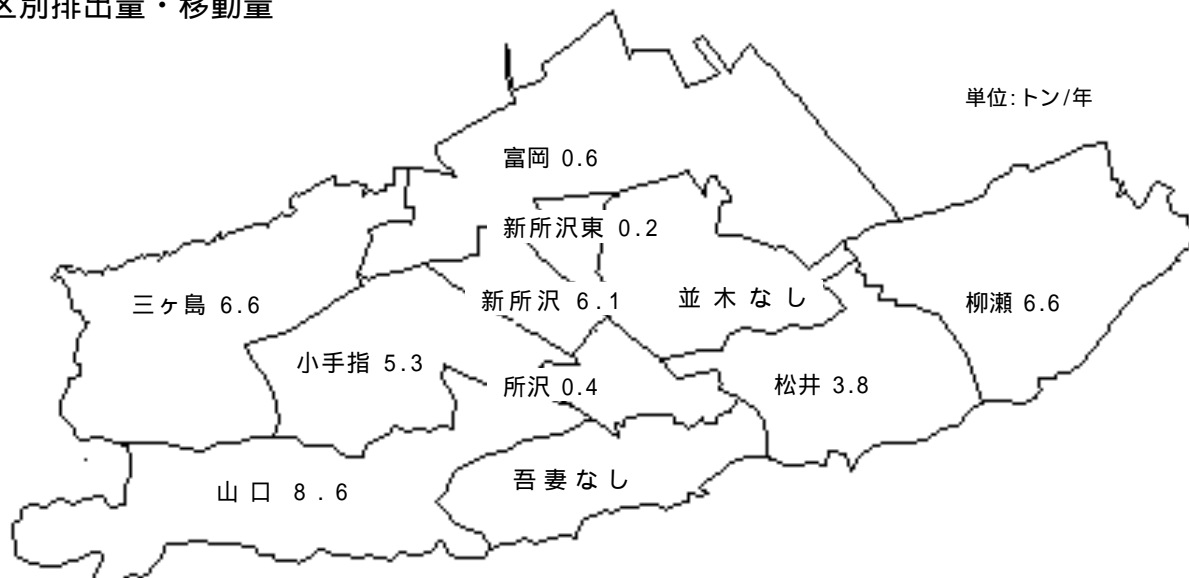 区別排出量・移動量
単位:トン/年
富岡 0.6
新所沢東 0.2
三ヶ島 6.6
新所沢 6.1
並木なし
柳瀬 6.6
小手指 5.3
所沢 0.4
松井 3.8
山口 8.6
吾妻なし